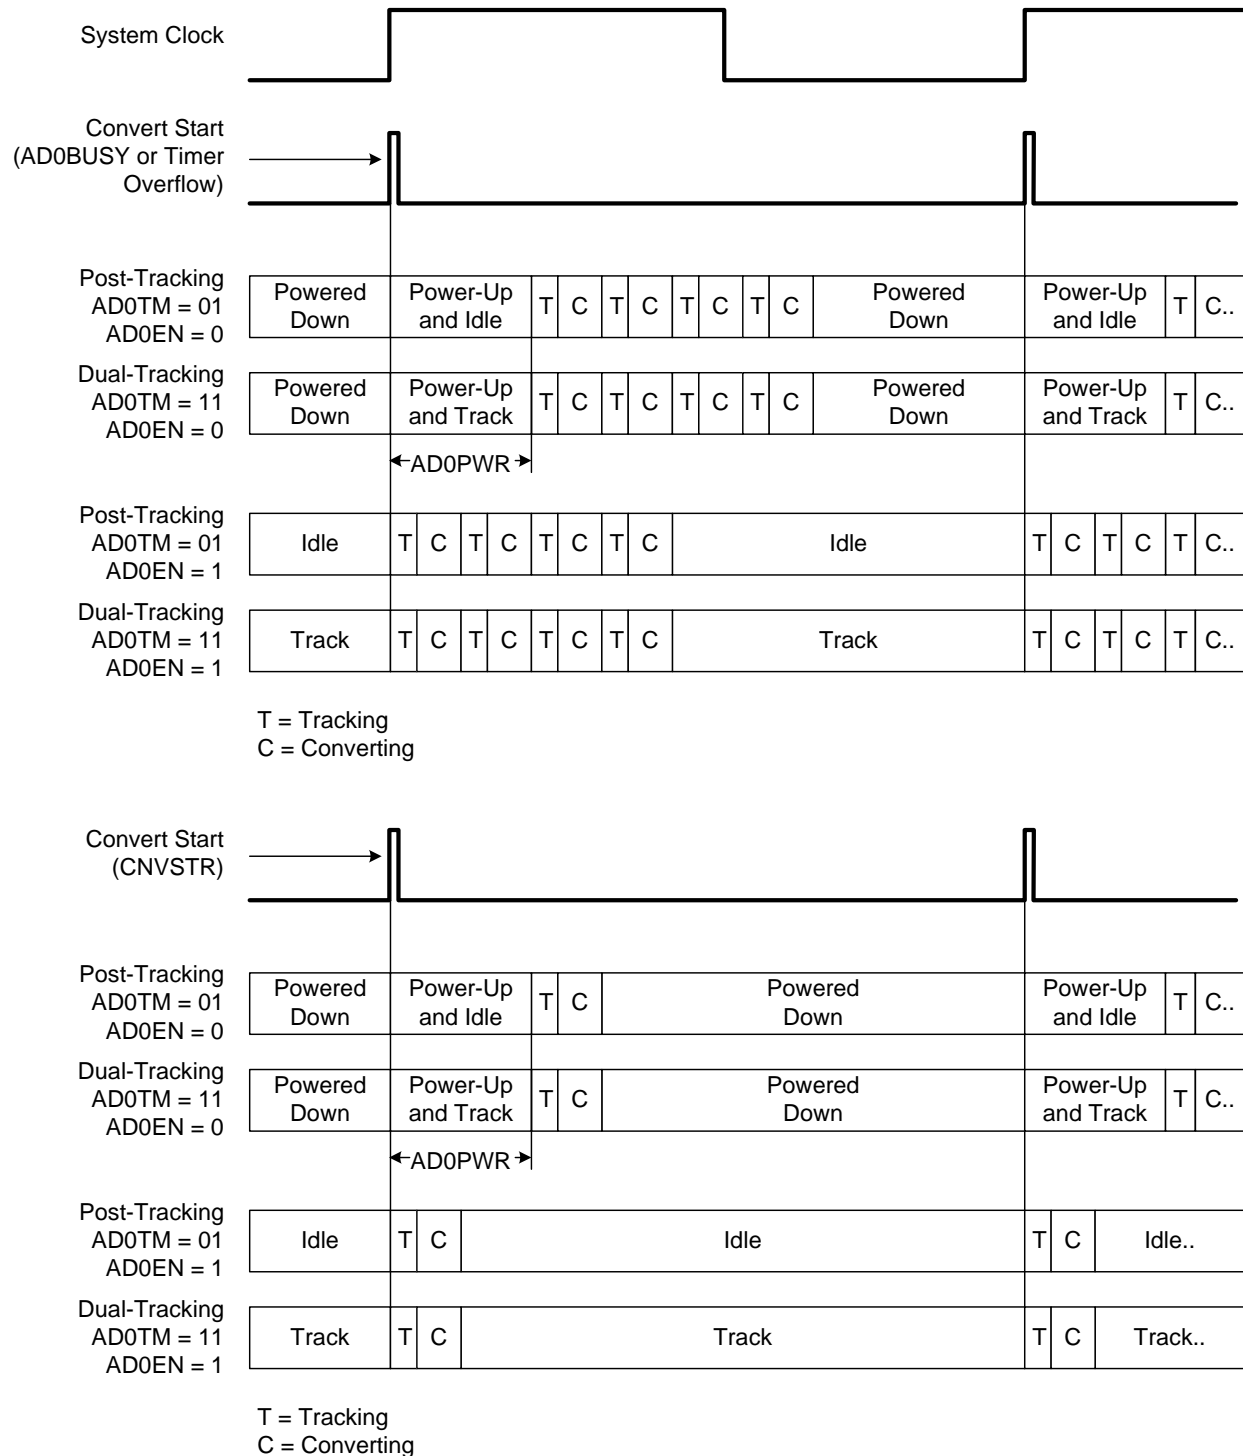 System Clock
Convert Start
(AD0BUSY or Timer
Overflow)
Post-Tracking
AD0TM = 01
AD0EN = 0
Powered
Down
Power-Up
and Idle
T C T C T C T C
Powered
Down
Power-Up
and Idle
T C..
Dual-Tracking
AD0TM = 11
AD0EN = 0
Powered
Down
Power-Up
and Track
T C T C T C T C
Powered
Down
Power-Up
and Track
T C..
AD0PWR
Post-Tracking
AD0TM = 01
AD0EN = 1
Idle T C T C T C T C Idle T C T C T C..
Dual-Tracking
AD0TM = 11
AD0EN = 1
Track T C T C T C T C Track T C T C T C..
T = Tracking
C = Converting
Convert Start
(CNVSTR)
Post-Tracking
AD0TM = 01
AD0EN = 0
Powered
Down
Power-Up
and Idle
T C
Powered
Down
Power-Up
and Idle
T C..
Dual-Tracking
AD0TM = 11
AD0EN = 0
Powered
Down
Power-Up
and Track
T C
Powered
Down
Power-Up
and Track
T C..
AD0PWR
Post-Tracking
AD0TM = 01
AD0EN = 1
Idle T C Idle T C Idle..
Dual-Tracking
AD0TM = 11
AD0EN = 1
Track T C Track T C Track..
T = Tracking
C = Converting